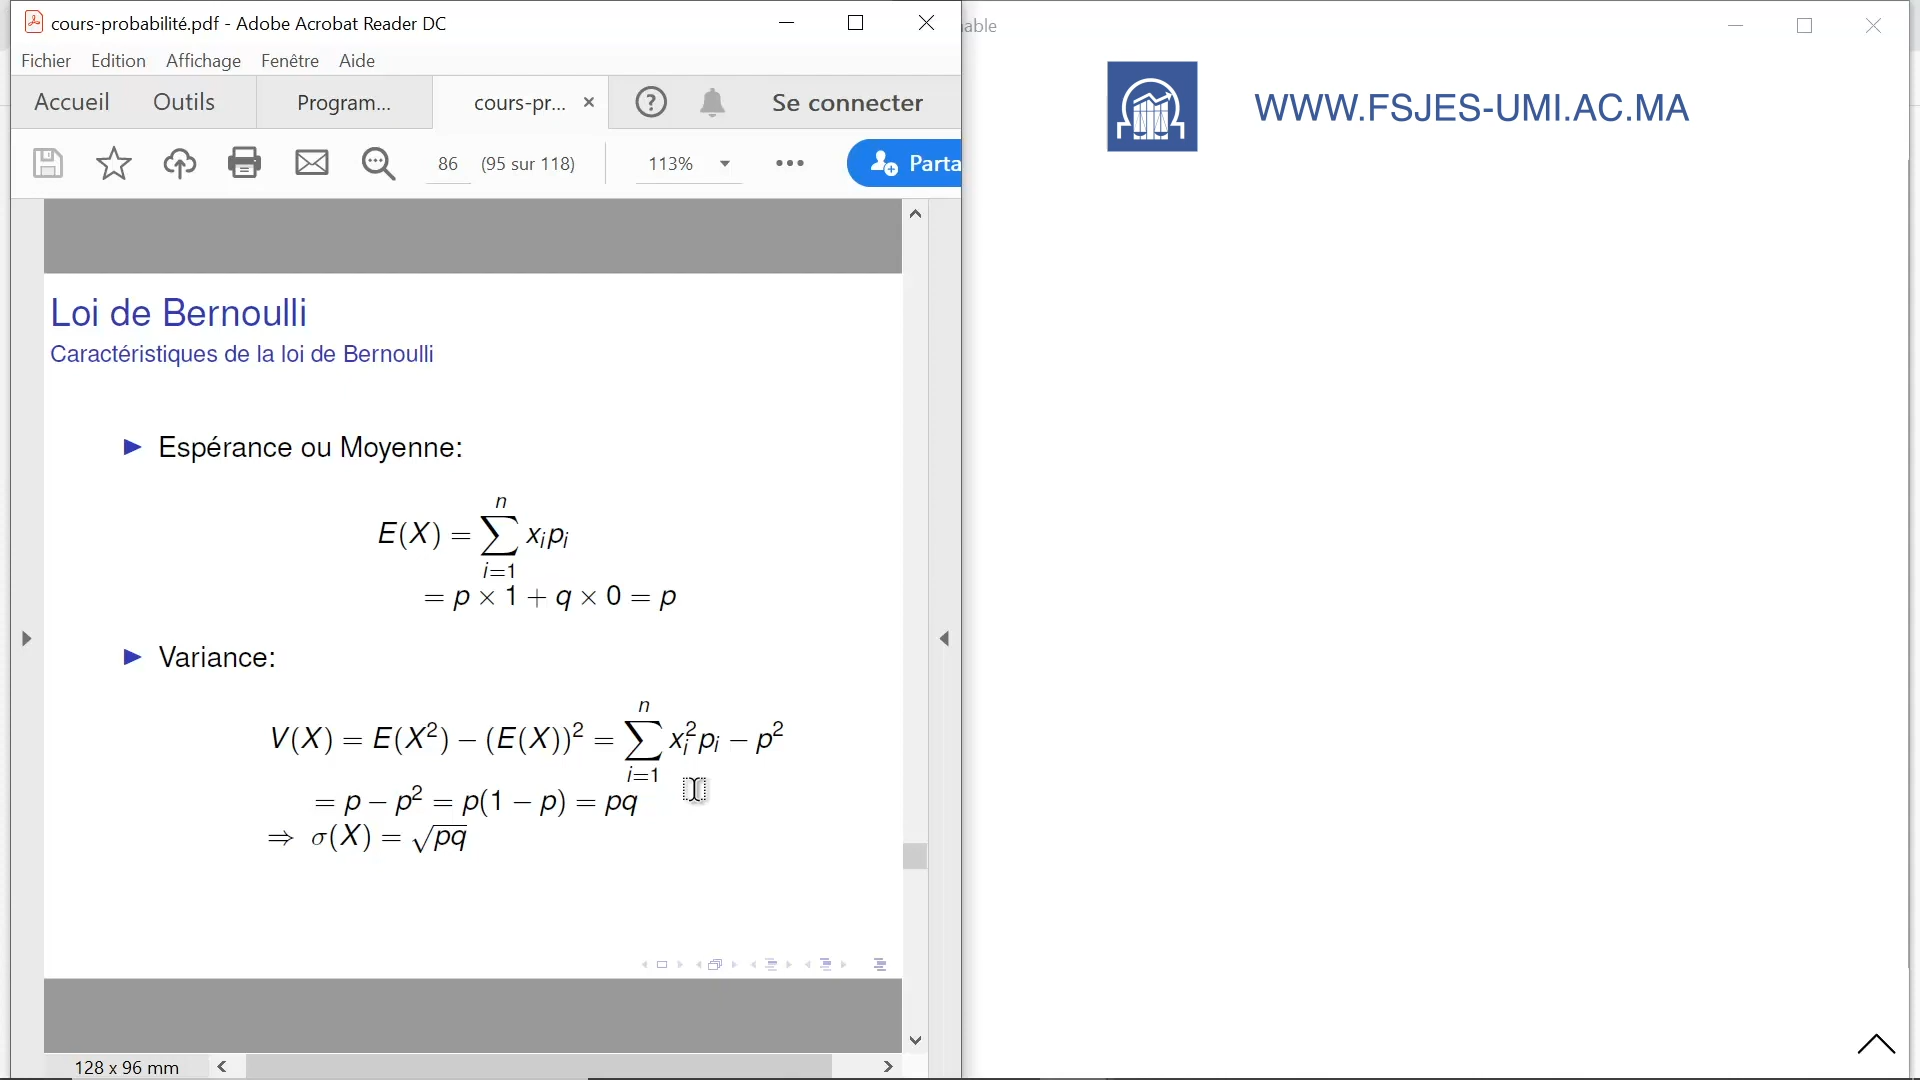 cours-probabilité.pdf - Adobe Acrobat Reader DC
Fichier Edition Affichage Fenêtre Aide
Accueil Outils Program... cours-pr... × Se connecter
86 (95 sur 118) 113% Parta
Loi de Bernoulli
Caractéristiques de la loi de Bernoulli
Espérance ou Moyenne:
E(X) = ∑_{i=1}^{n} x_i p_i
= p × 1 + q × 0 = p
Variance:
V(X) = E(X²) − (E(X))² = ∑_{i=1}^{n} x_i² p_i − p²
= p − p² = p(1 − p) = pq
⇒ σ(X) = √pq
128 x 96 mm
able
WWW.FSJES-UMI.AC.MA